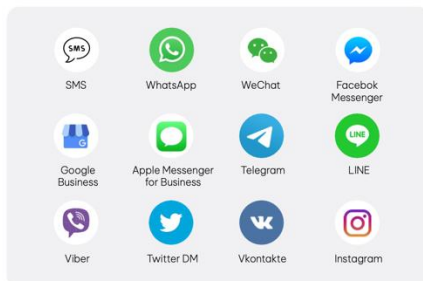 SMS
SMS
WhatsApp
WeChat
Facebok
Messenger
G
LINE
Google
Business
Apple Messenger
for Business
Telegram
LINE
Viber
Twitter DM
Vkontakte
Instagram